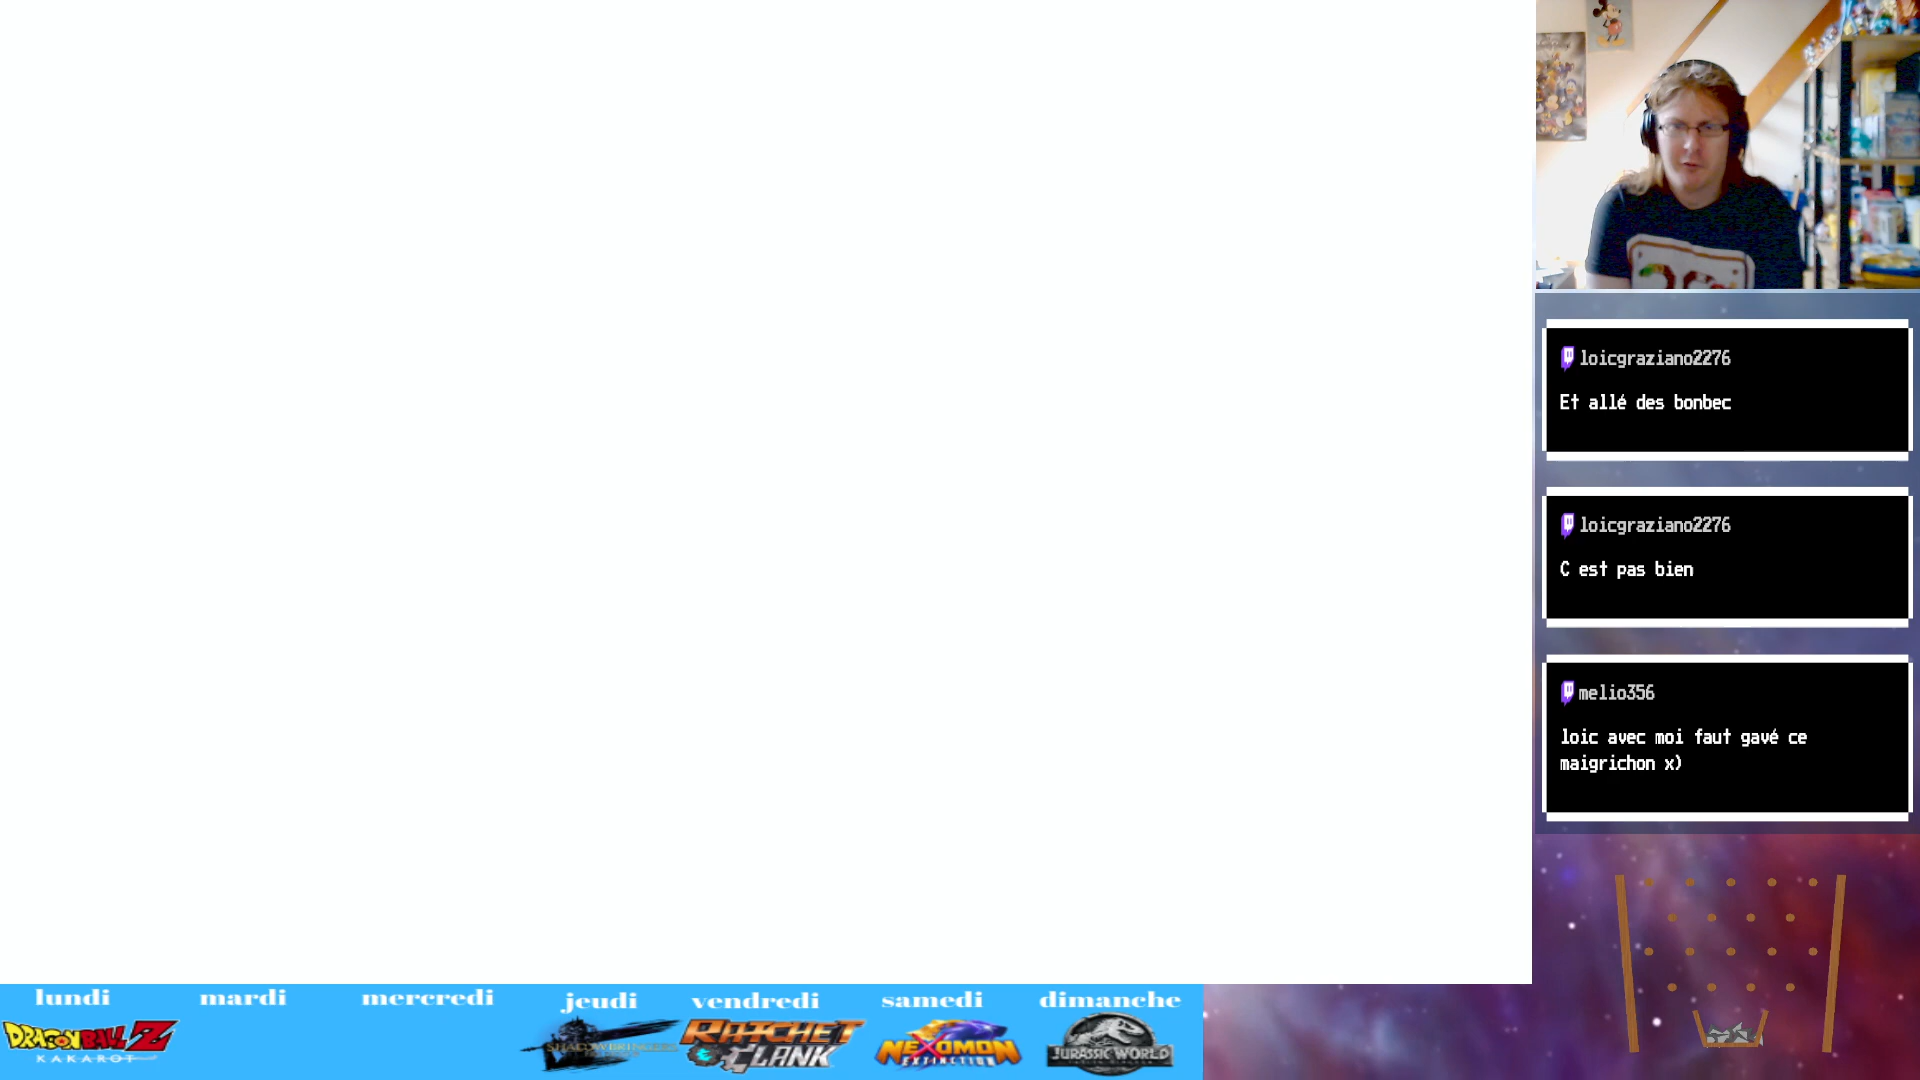 loicgraziano2276
Et allé des bonbec
loicgraziano2276
C est pas bien
melio356
loic avec moi faut gavé ce
maigrichon x)
lundi mardi mercredi jeudi vendredi samedi dimanche
DRAGON BALL Z
KAKAROT
SHADOWBRINGERS
RATCHET
CLANK
NEXOMON
EXTINCTION
JURASSIC WORLD